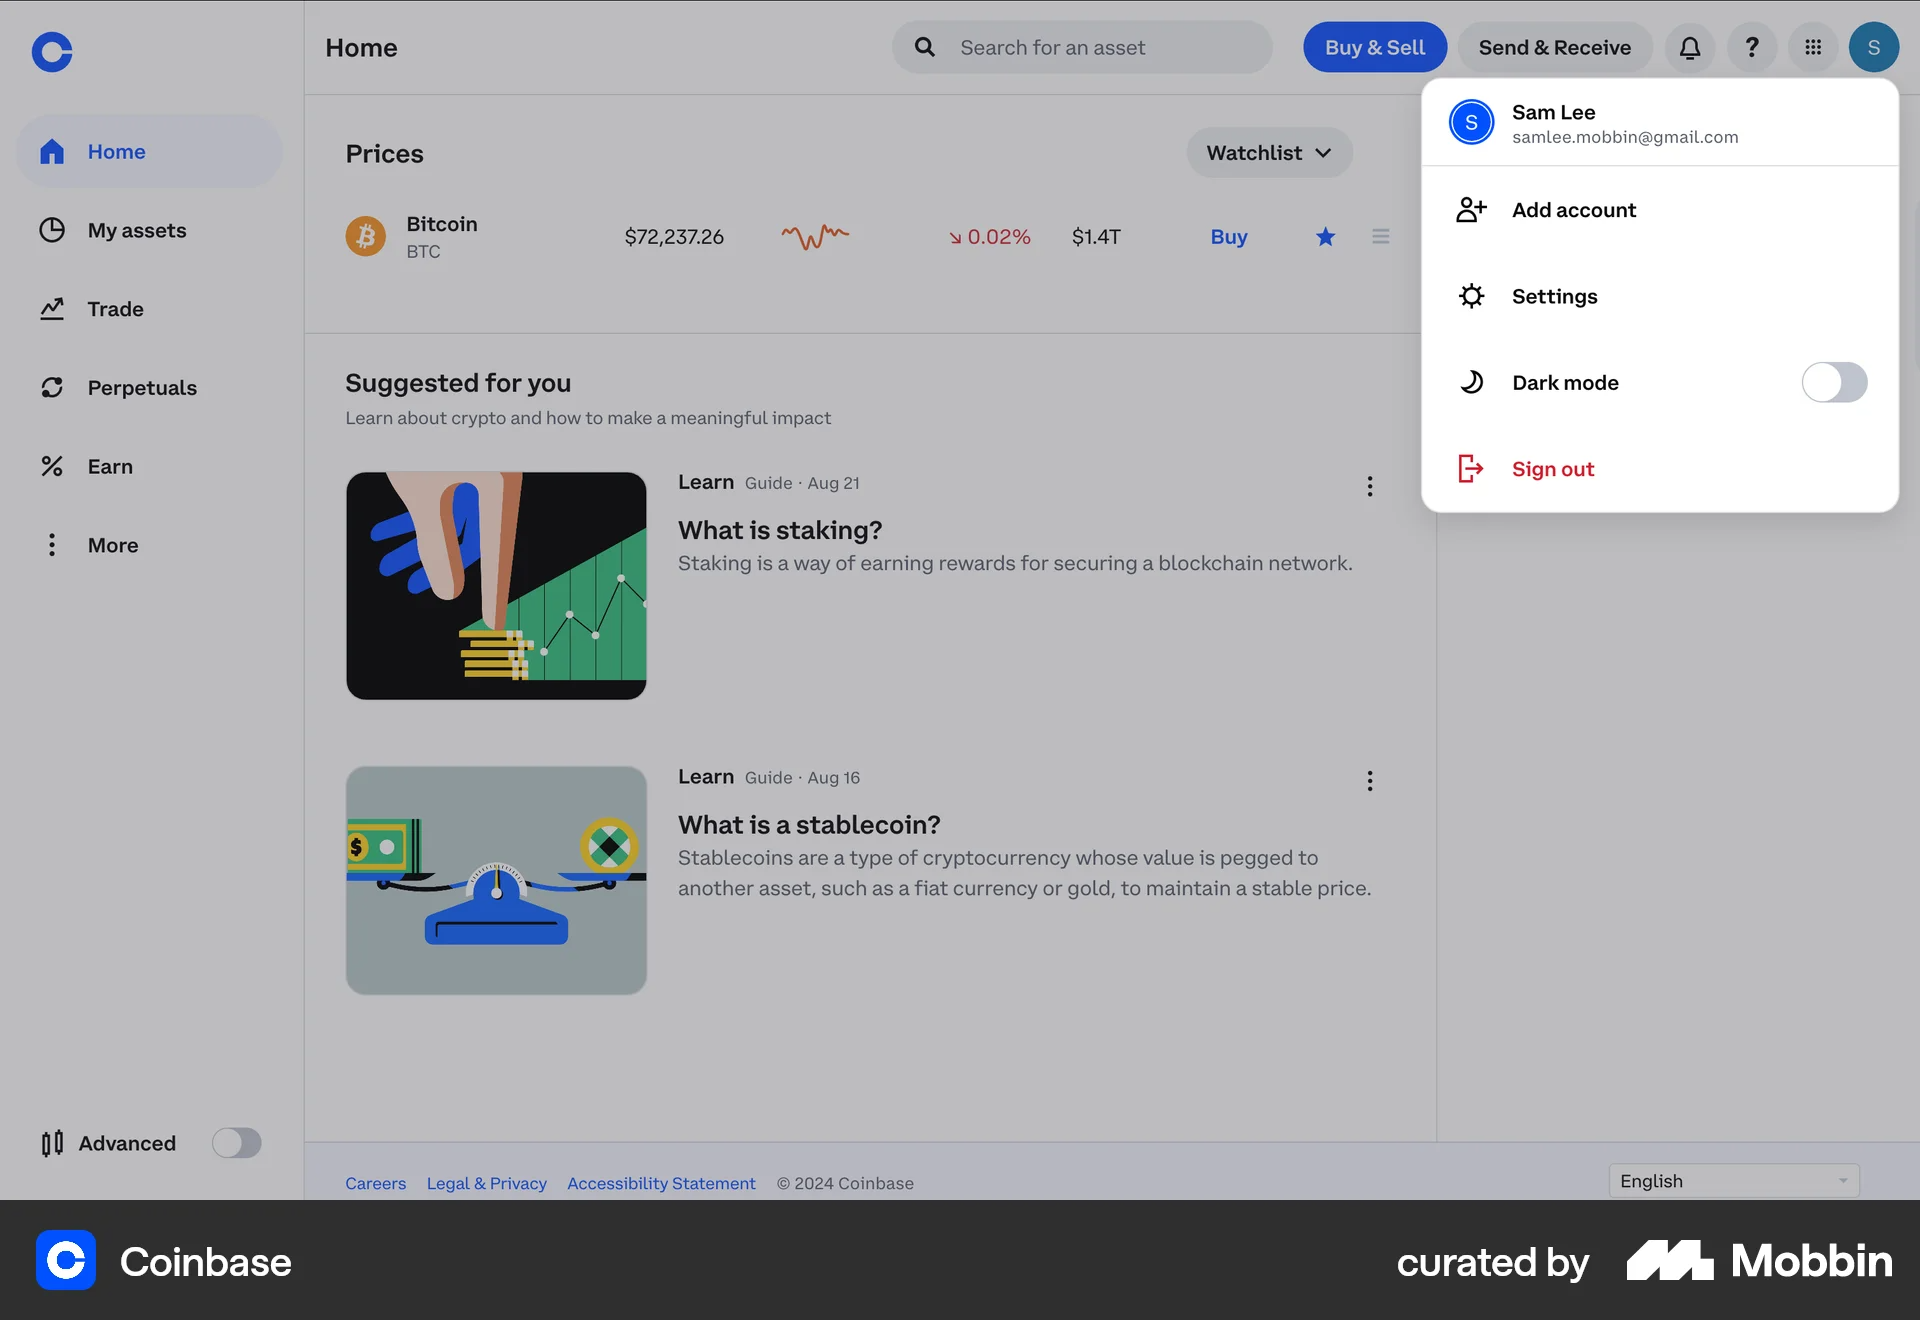 Home
Search for an asset
Buy & Sell
Send & Receive
?
S
Home
My assets
Trade
Perpetuals
Earn
More
Advanced
Prices
Watchlist
Bitcoin
BTC
$72,237.26
0.02%
$1.4T
Buy
S
Sam Lee
samlee.mobbin@gmail.com
Add account
Settings
Dark mode
Sign out
Suggested for you
Learn about crypto and how to make a meaningful impact
Learn Guide · Aug 21
What is staking?
Staking is a way of earning rewards for securing a blockchain network.
Learn Guide · Aug 16
What is a stablecoin?
Stablecoins are a type of cryptocurrency whose value is pegged to
another asset, such as a fiat currency or gold, to maintain a stable price.
$
Careers Legal & Privacy Accessibility Statement © 2024 Coinbase
English
Coinbase
curated by Mobbin